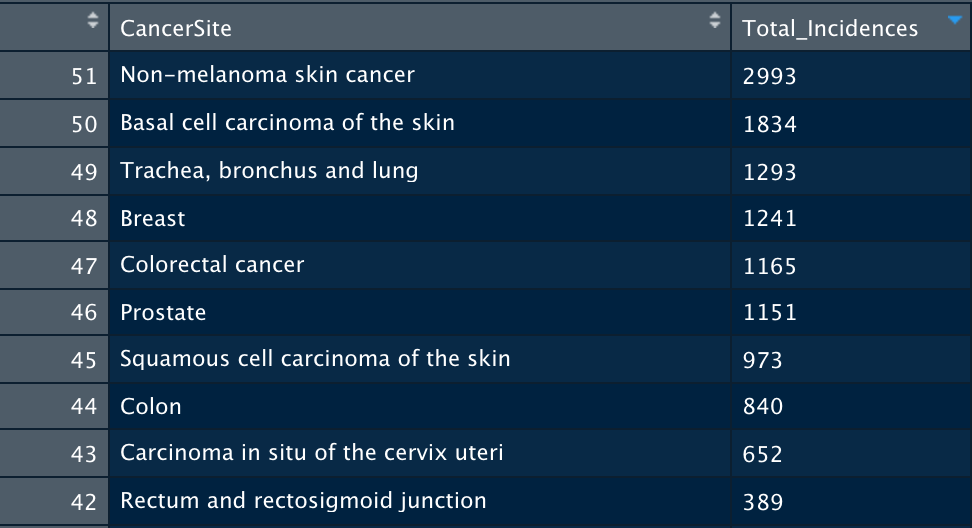 CancerSite Total_Incidences
51 Non-melanoma skin cancer 2993
50 Basal cell carcinoma of the skin 1834
49 Trachea, bronchus and lung 1293
48 Breast 1241
47 Colorectal cancer 1165
46 Prostate 1151
45 Squamous cell carcinoma of the skin 973
44 Colon 840
43 Carcinoma in situ of the cervix uteri 652
42 Rectum and rectosigmoid junction 389